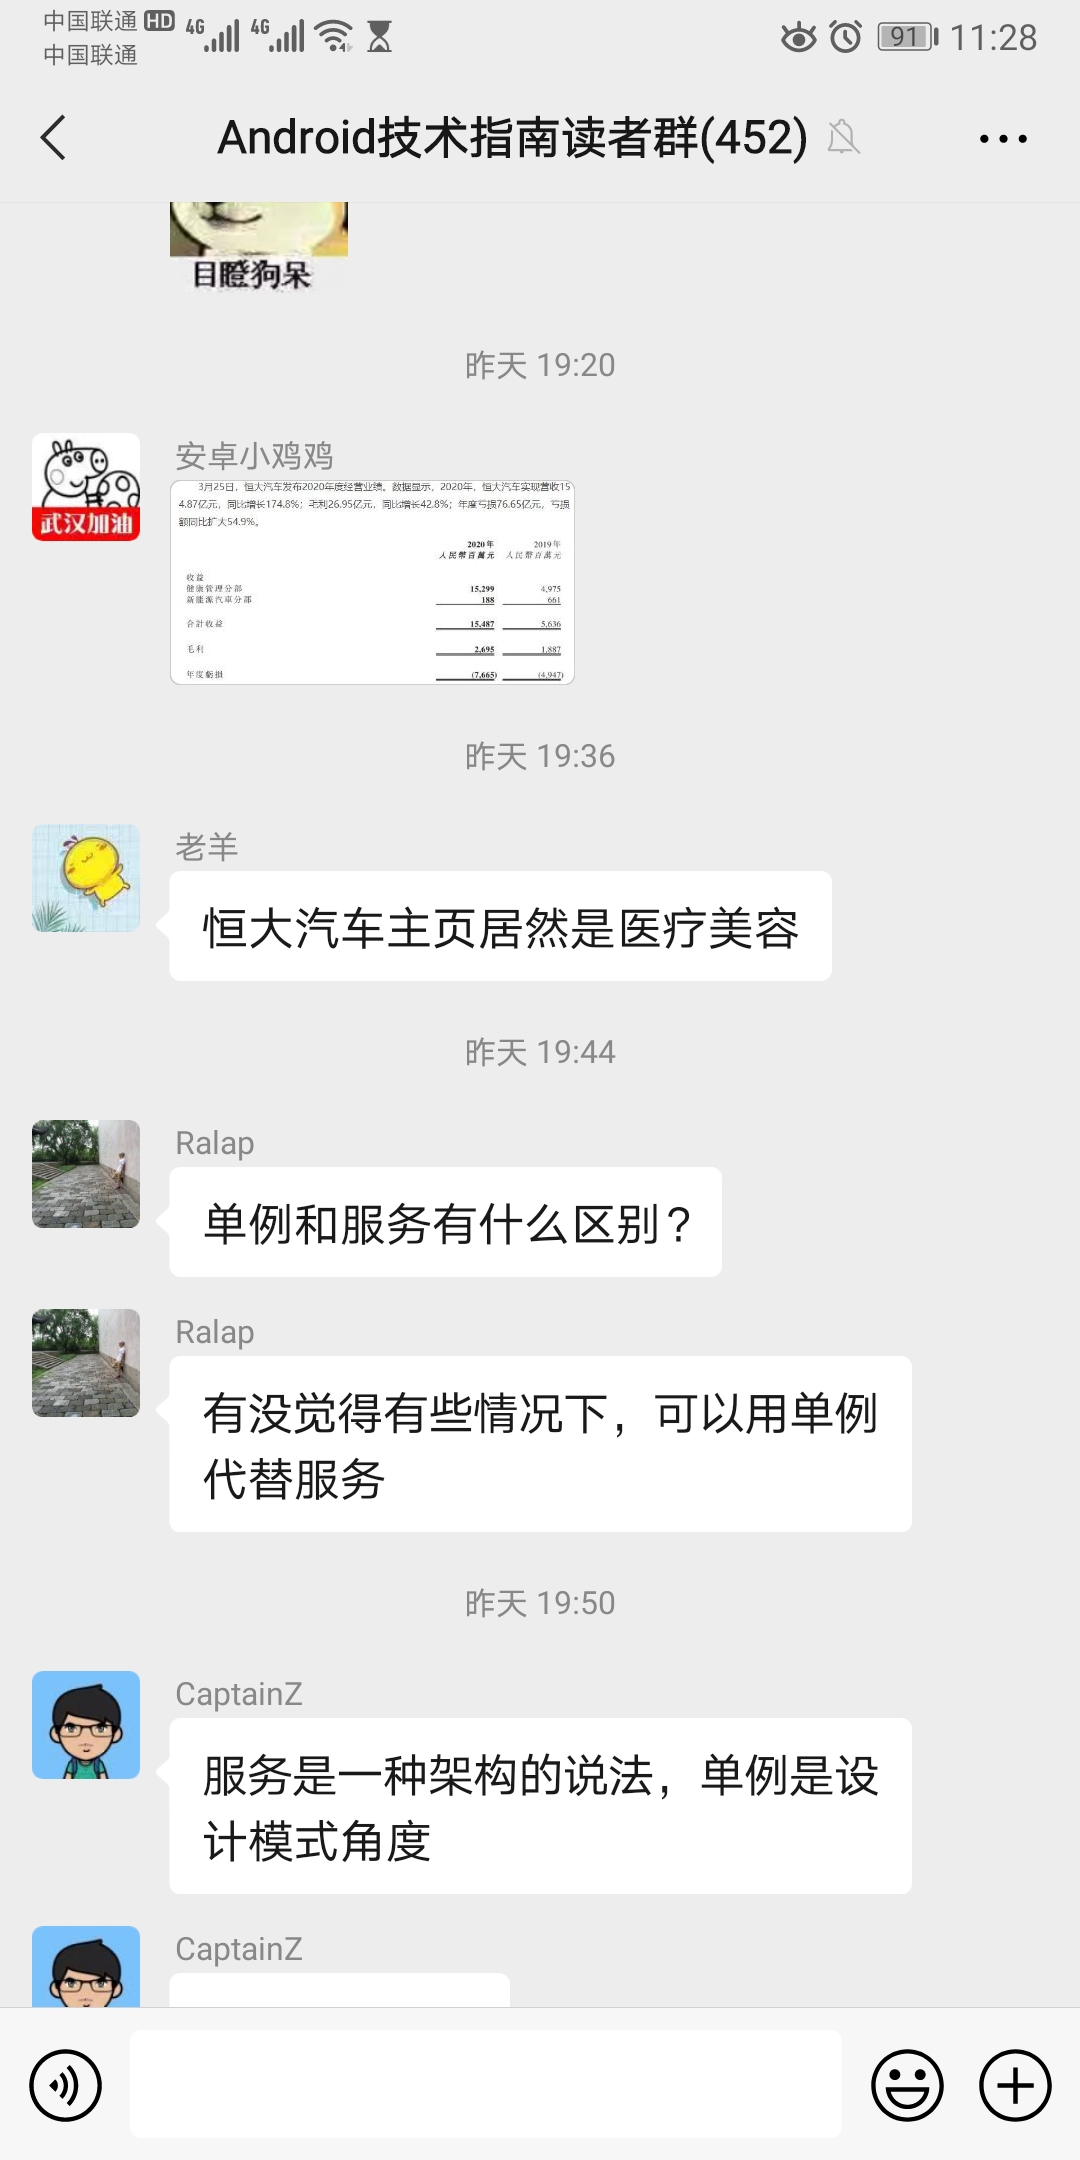 中国联通 HD 4G 4G 91 11:28
中国联通
Android技术指南读者群(452)
目瞪狗呆
昨天 19:20
安卓小鸡鸡
武汉加油
3月25日，恒大汽车发布2020年度经营业绩。数据显示，2020年，恒大汽车实现营收15
4.87亿元，同比增长174.8%；毛利26.95亿元，同比增长42.8%；年度亏损76.65亿元，亏损
额同比扩大54.9%。
2020年 2019年
人民幣百萬元 人民幣百萬元
收益
健康管理分部 15,299 4,975
新能源汽車分部 188 661
合計收益 15,487 5,636
毛利 2,695 1,887
年度虧損 (7,665) (4,947)
昨天 19:36
老羊
恒大汽车主页居然是医疗美容
昨天 19:44
Ralap
单例和服务有什么区别？
Ralap
有没觉得有些情况下，可以用单例
代替服务
昨天 19:50
CaptainZ
服务是一种架构的说法，单例是设
计模式角度
CaptainZ